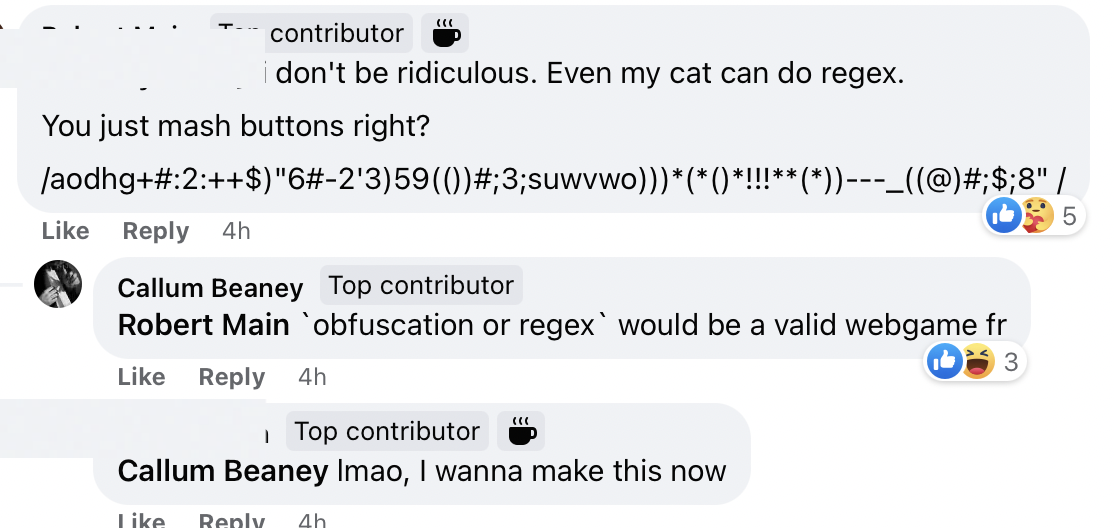 Top contributor
i don't be ridiculous. Even my cat can do regex.
You just mash buttons right?
/aodhg+#:2:++$)"6#-2'3)59(())#;3;suwvwo)))*(*()*!!!**(*))---_((@)#;$;8" /
5
Like Reply 4h
Callum Beaney Top contributor
Robert Main `obfuscation or regex` would be a valid webgame fr
3
Like Reply 4h
Top contributor
Callum Beaney lmao, I wanna make this now
Like Reply 4h